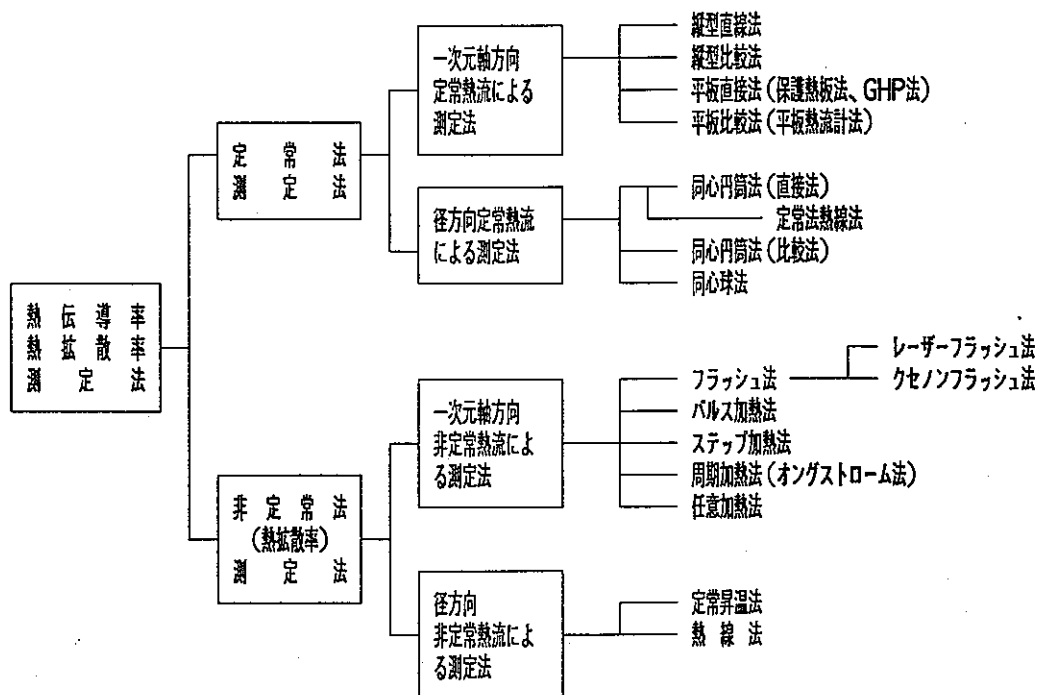 熱伝導率
熱拡散率
測定法
定常法
測定法
一次元軸方向
定常熱流による
測定法
縦型直線法
縦型比較法
平板直接法(保護熱板法、GHP法)
平板比較法(平板熱流計法)
径方向定常熱流
による測定法
同心円筒法(直接法)
定常法熱線法
同心円筒法(比較法)
同心球法
非定常法
(熱拡散率)
測定法
一次元軸方向
非定常熱流によ
る測定法
フラッシュ法
レーザーフラッシュ法
クセノンフラッシュ法
パルス加熱法
ステップ加熱法
周期加熱法(オングストローム法)
任意加熱法
径方向
非定常熱流によ
る測定法
定常昇温法
熱線法